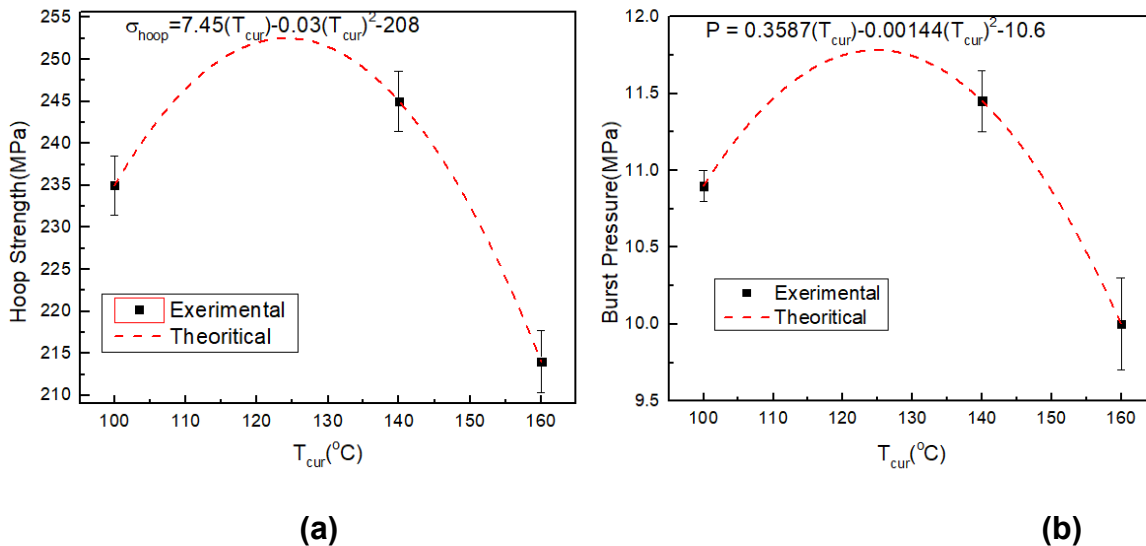 σhoop=7.45(Tcur)-0.03(Tcur)²-208
255
250
245
240
235
230
225
220
215
210
Hoop Strength(MPa)
Exerimental
Theoritical
100 110 120 130 140 150 160
Tcur(°C)
(a)
P = 0.3587(Tcur)-0.00144(Tcur)²-10.6
12.0
11.5
11.0
10.5
10.0
9.5
Burst Pressure(MPa)
Exerimental
Theoritical
100 110 120 130 140 150 160
Tcur(°C)
(b)